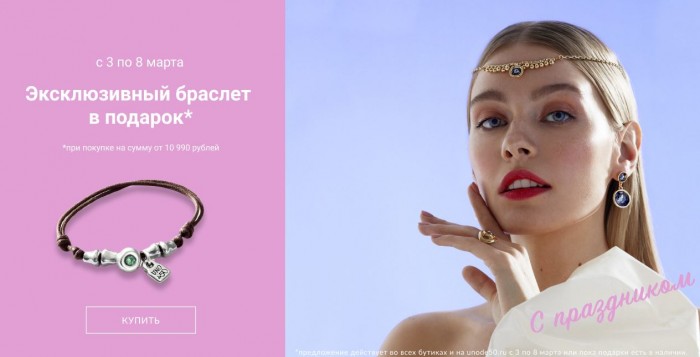 с 3 по 8 марта
Эксклюзивный браслет
в подарок*
*при покупке на сумму от 10 990 рублей
КУПИТЬ
С праздником
*предложение действует во всех бутиках и на unode50.ru с 3 по 8 марта или пока подарок есть в наличии